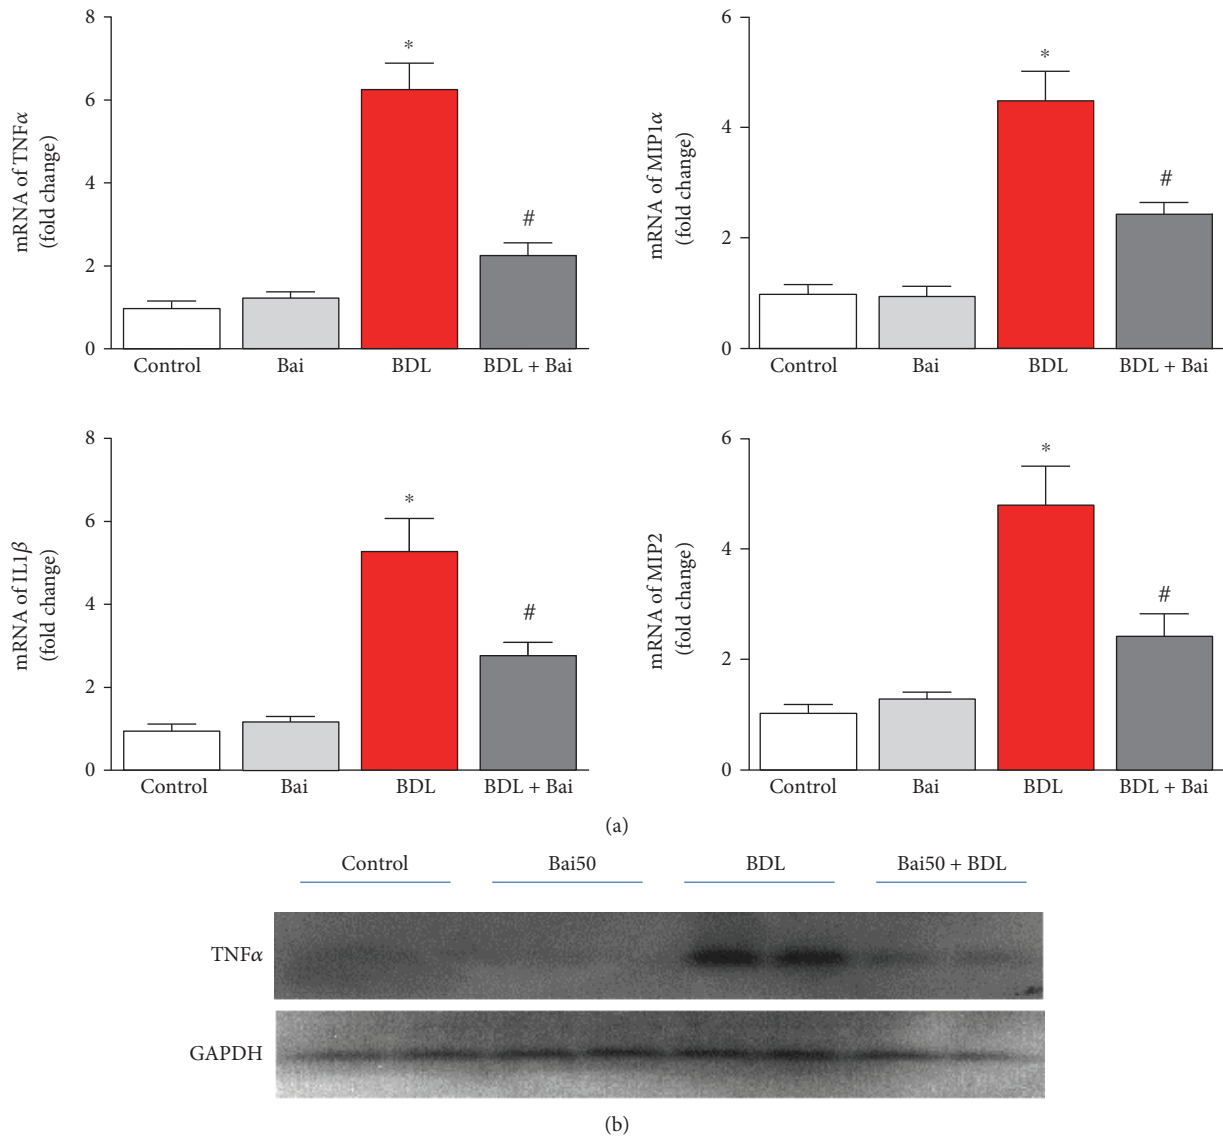 mRNA of TNFα
(fold change)
8
6
4
2
0
*
#
Control Bai BDL BDL + Bai
mRNA of MIP1α
(fold change)
6
4
2
0
*
#
Control Bai BDL BDL + Bai
mRNA of IL1β
(fold change)
8
6
4
2
0
*
#
Control Bai BDL BDL + Bai
mRNA of MIP2
(fold change)
6
4
2
0
*
#
Control Bai BDL BDL + Bai
(a)
Control Bai50 BDL Bai50 + BDL
TNFα
GAPDH
(b)